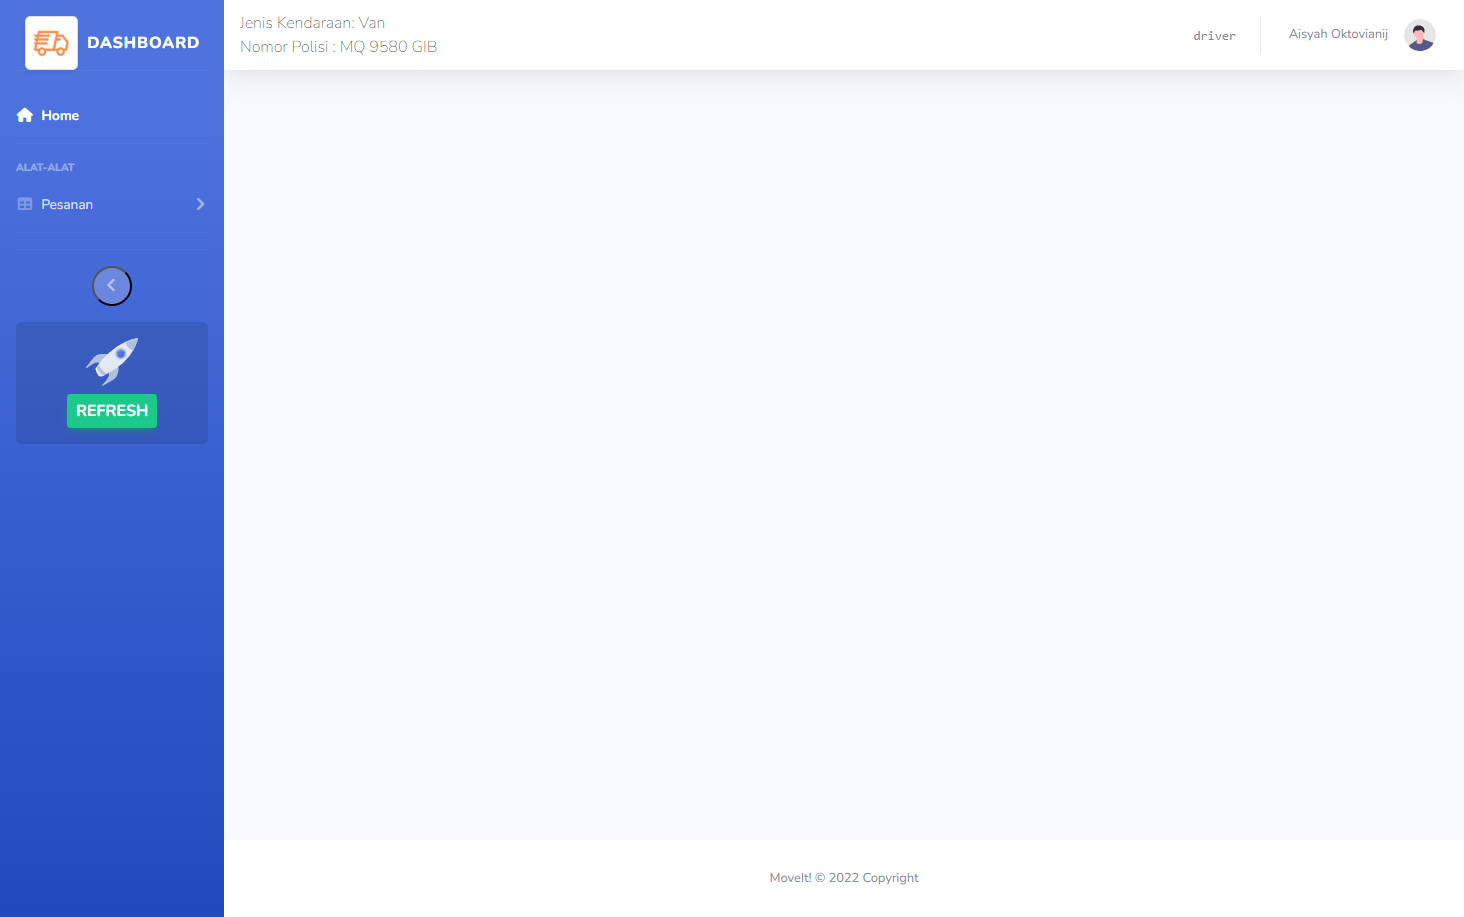 DASHBOARD
Jenis Kendaraan: Van
Nomor Polisi : MQ 9580 GIB
driver
Aisyah Oktovianij
Home
ALAT-ALAT
Pesanan
REFRESH
MoveIt! © 2022 Copyright